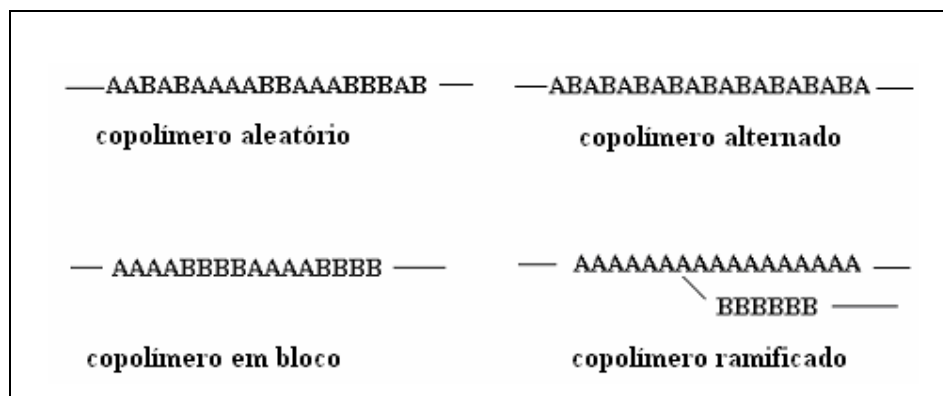 AABABAAAABBAAABBBAB
copolímero aleatório
ABABABABABABABABABA
copolímero alternado
AAAABBBBAAAABBBB
copolímero em bloco
AAAAAAAAAAAAAAAAA
BBBBBB
copolímero ramificado